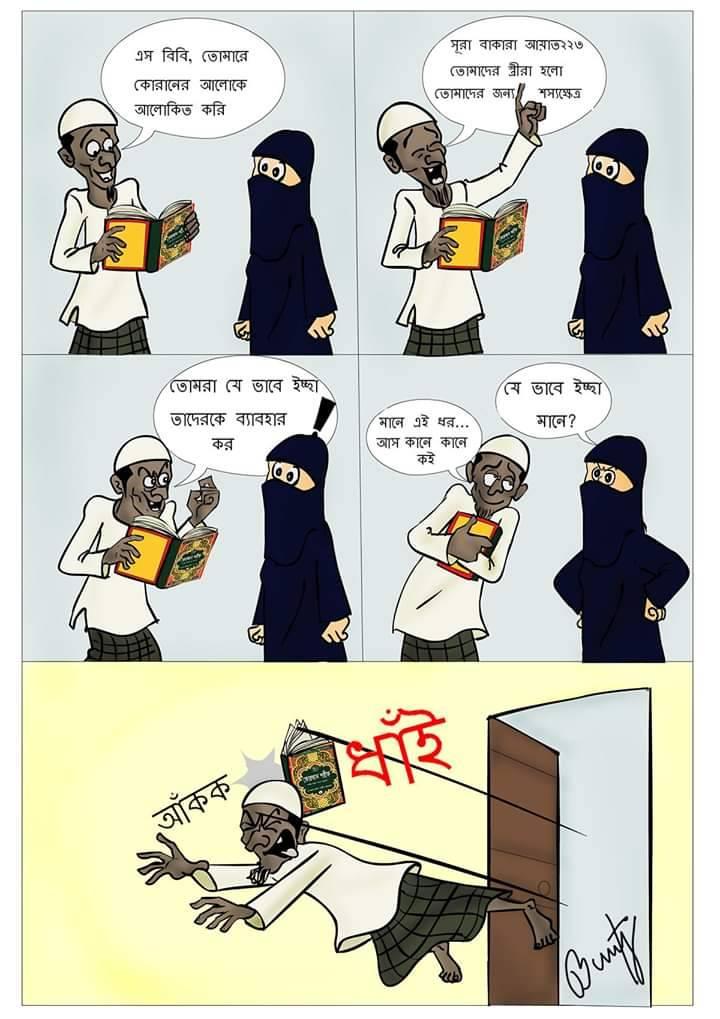 এস বিবি, তোমারে
কোরানের আলোকে
আলোকিত করি
সূরা বাকারা আয়াত২২৩
তোমাদের স্ত্রীরা হলো
তোমাদের জন্য শস্যক্ষেত্র
তোমরা যে ভাবে ইচ্ছা
তাদেরকে ব্যাবহার
কর
!
যে ভাবে ইচ্ছা
মানে?
মানে এই ধর...
আস কানে কানে
কই
ধাঁই
আঁকক
Bunty